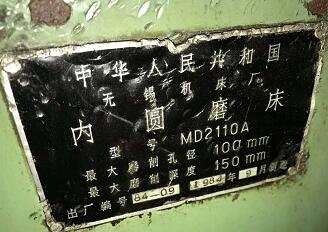 中华人民共和国
无锡机床厂
内圆磨床
型号 MD2110A
最大磨削孔径 100mm
最大磨削深度 150mm
出厂编号 84-09 1984年9月制造